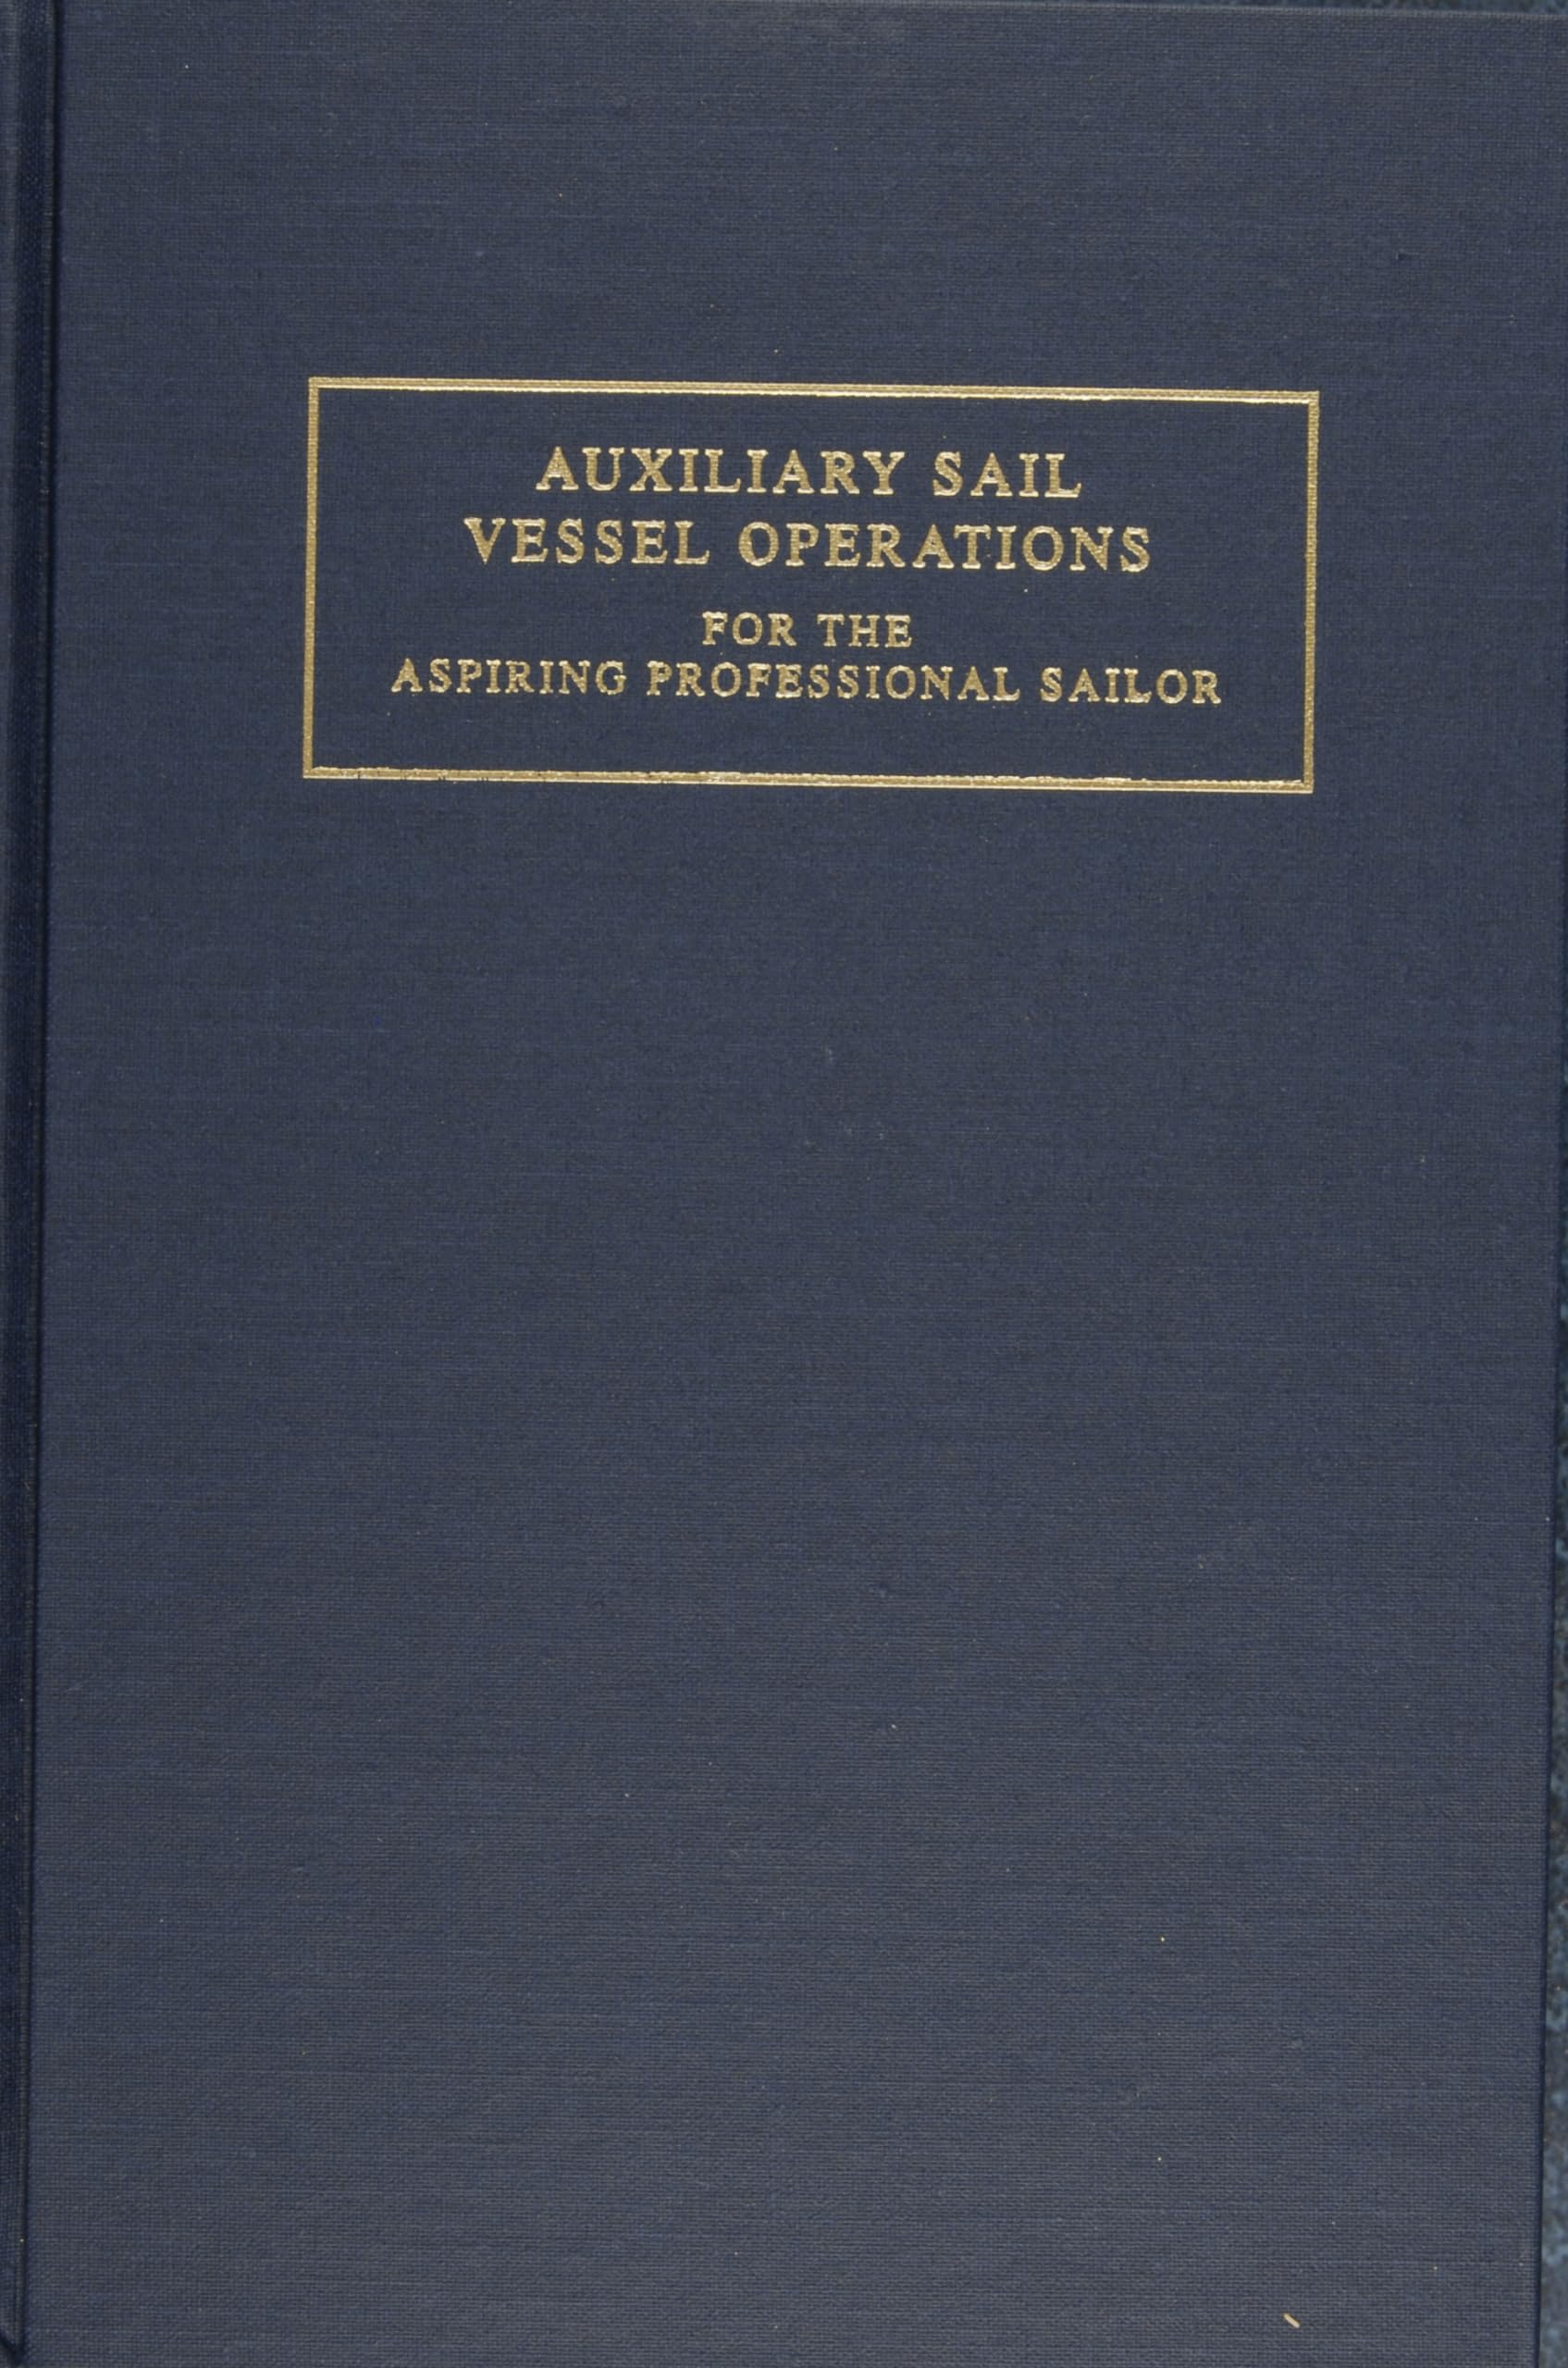 AUXILIARY SAIL
VESSEL OPERATIONS
FOR THE
ASPIRING PROFESSIONAL SAILOR